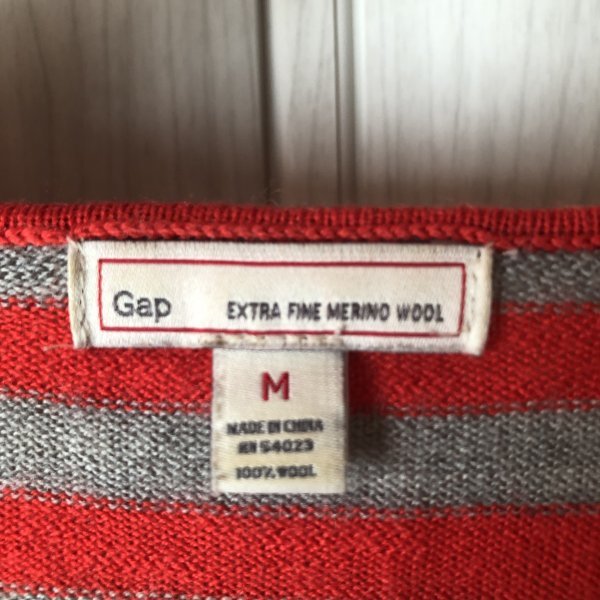 Gap EXTRA FINE MERINO WOOL
M
MADE IN CHINA
RN 54023
100% WOOL